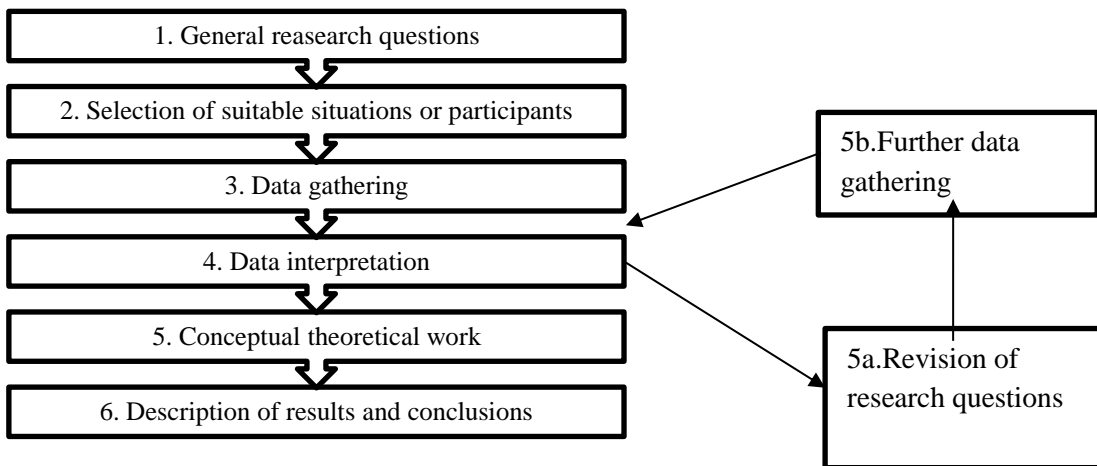 1. General reasearch questions
2. Selection of suitable situations or participants
3. Data gathering
4. Data interpretation
5. Conceptual theoretical work
6. Description of results and conclusions
5b.Further data
gathering
5a.Revision of
research questions